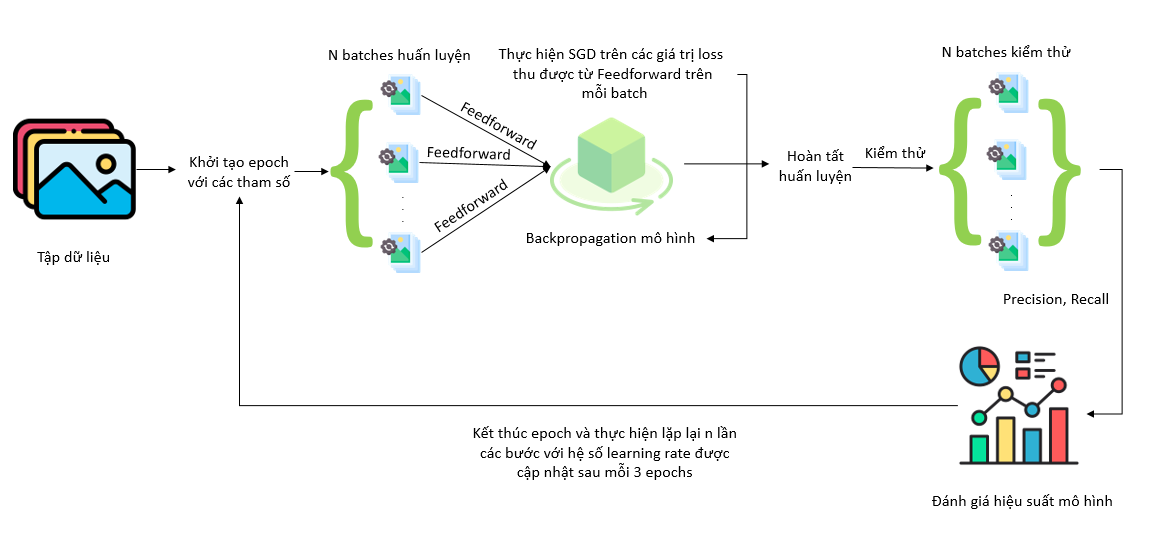 N batches huấn luyện
Thực hiện SGD trên các giá trị loss
thu được từ Feedforward trên
mỗi batch
N batches kiểm thử
Khởi tạo epoch
với các tham số
Feedforward
Feedforward
Feedforward
Hoàn tất
huấn luyện
Kiểm thử
Tập dữ liệu
Backpropagation mô hình
Precision, Recall
Kết thúc epoch và thực hiện lặp lại n lần
các bước với hệ số learning rate được
cập nhật sau mỗi 3 epochs
Đánh giá hiệu suất mô hình